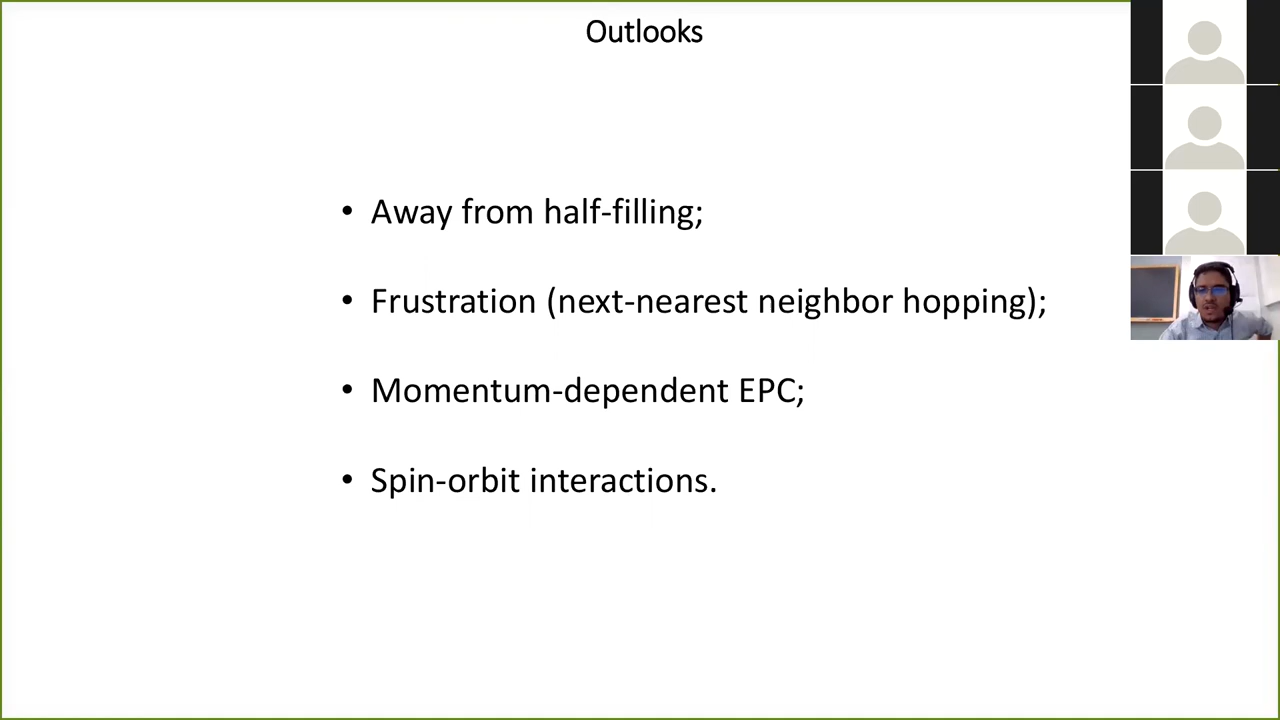 Outlooks
• Away from half-filling;
• Frustration (next-nearest neighbor hopping);
• Momentum-dependent EPC;
• Spin-orbit interactions.